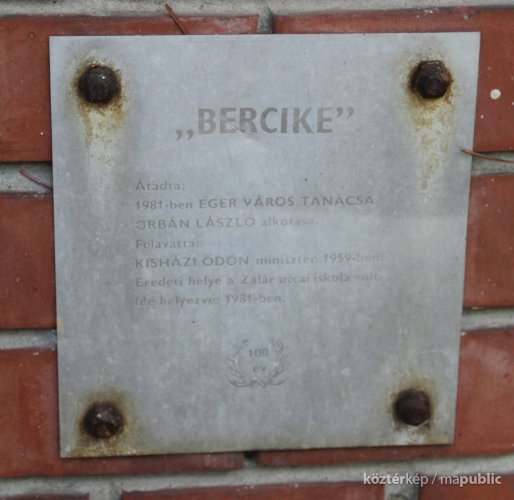 „BERCIKE”
Átadta:
1981-ben EGER VÁROS TANÁCSA
ORBÁN LÁSZLÓ alkotása.
Felavatta:
KISHÁZI ÖDÖN miniszter 1959-ben.
Eredeti helye a Zalár utcai iskola volt.
Ide helyezve: 1981-ben.
100
év
köztérkép / mapublic